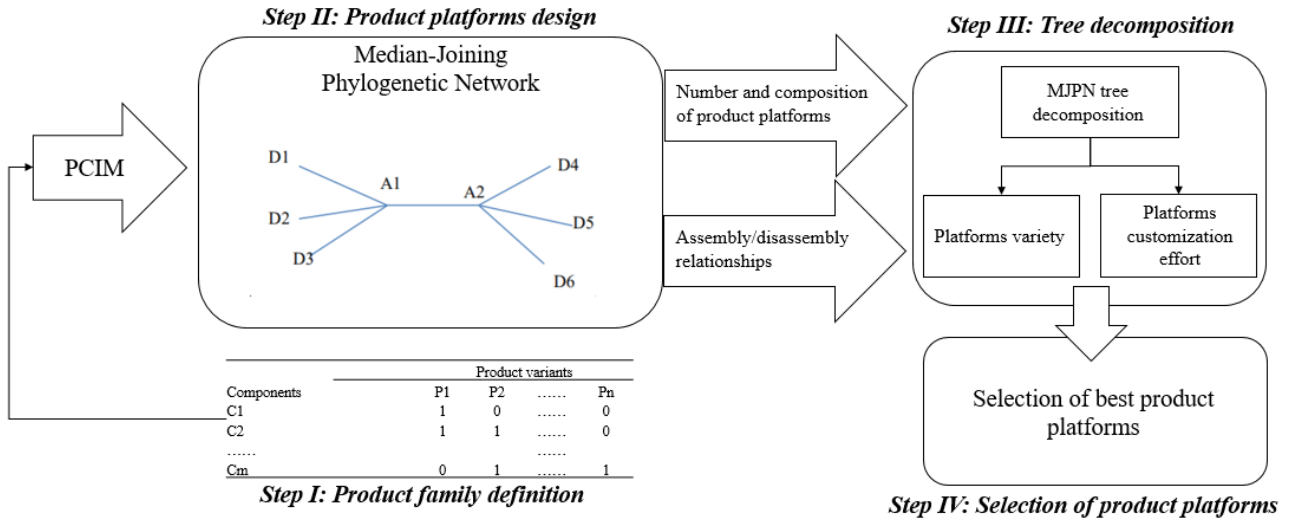 Step II: Product platforms design
Median-Joining
Phylogenetic Network
D1
D2
D3
A1
A2
D4
D5
D6
PCIM
Number and composition
of product platforms
Assembly/disassembly
relationships
Step III: Tree decomposition
MJPN tree
decomposition
Platforms variety
Platforms
customization
effort
Product variants
Components P1 P2 ...... Pn
C1 1 0 ...... 0
C2 1 1 ...... 0
...... ......
Cm 0 1 ...... 1
Step I: Product family definition
Selection of best product
platforms
Step IV: Selection of product platforms